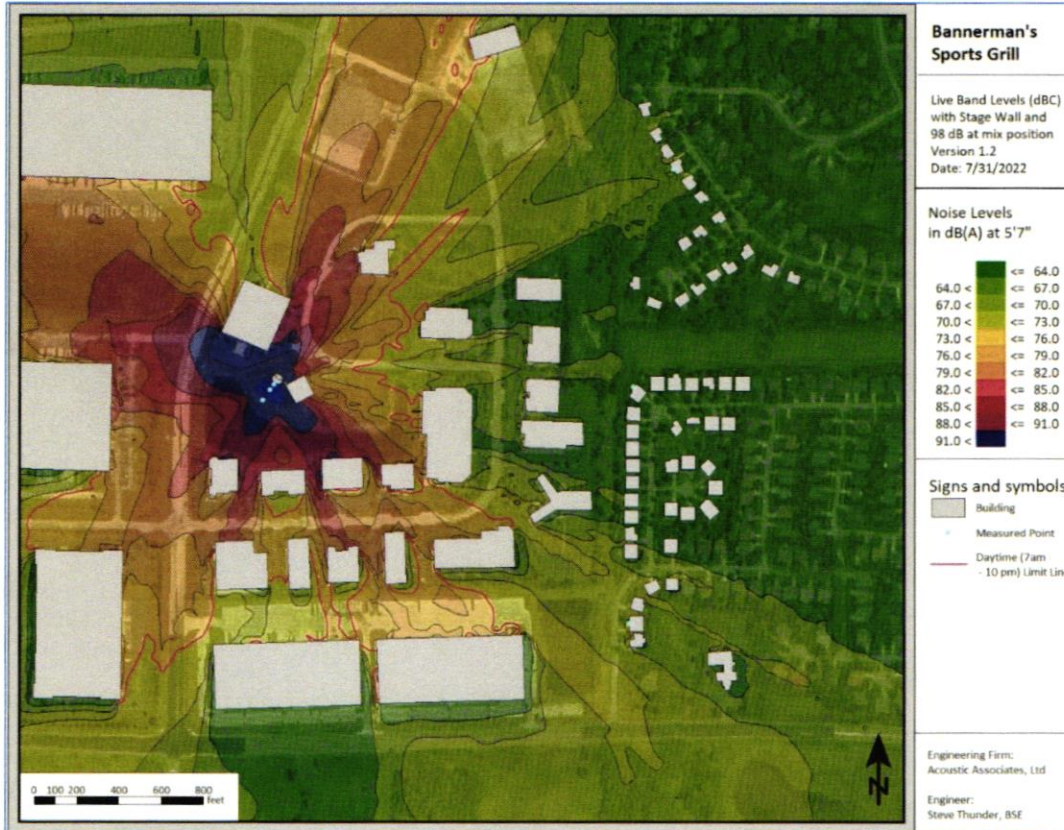 Bannerman's
Sports Grill
Live Band Levels (dBC)
with Stage Wall and
98 dB at mix position
Version 1.2
Date: 7/31/2022
Noise Levels
in dB(A) at 5'7"
<= 64.0
64.0 < <= 67.0
67.0 < <= 70.0
70.0 < <= 73.0
73.0 < <= 76.0
76.0 < <= 79.0
79.0 < <= 82.0
82.0 < <= 85.0
85.0 < <= 88.0
88.0 < <= 91.0
91.0 <
Signs and symbols
Building
Measured Point
Daytime (7am
- 10 pm) Limit Lin
0 100 200 400 600 800
feet
N
Engineering Firm:
Acoustic Associates, Ltd
Engineer:
Steve Thunder, BSE